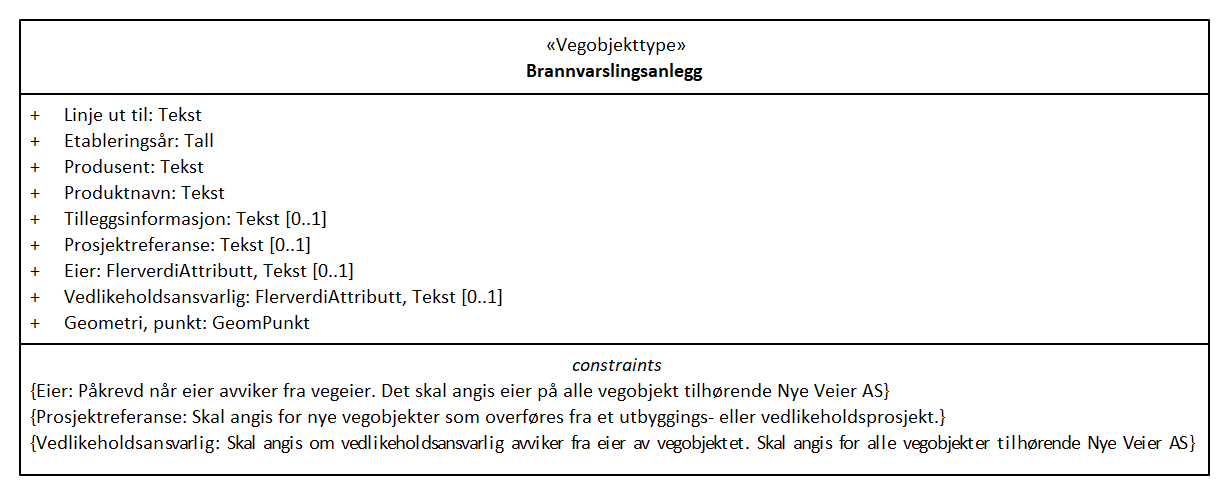 «Vegobjekttype»
Brannvarslingsanlegg
+ Linje ut til: Tekst
+ Etableringsår: Tall
+ Produsent: Tekst
+ Produktnavn: Tekst
+ Tilleggsinformasjon: Tekst [0..1]
+ Prosjektreferanse: Tekst [0..1]
+ Eier: FlerverdiAttributt, Tekst [0..1]
+ Vedlikeholdsansvarlig: FlerverdiAttributt, Tekst [0..1]
+ Geometri, punkt: GeomPunkt
constraints
{Eier: Påkrevd når eier avviker fra vegeier. Det skal angis eier på alle vegobjekt tilhørende Nye Veier AS}
{Prosjektreferanse: Skal angis for nye vegobjekter som overføres fra et utbyggings- eller vedlikeholdsprosjekt.}
{Vedlikeholdsansvarlig: Skal angis om vedlikeholdsansvarlig avviker fra eier av vegobjektet. Skal angis for alle vegobjekter tilhørende Nye Veier AS}